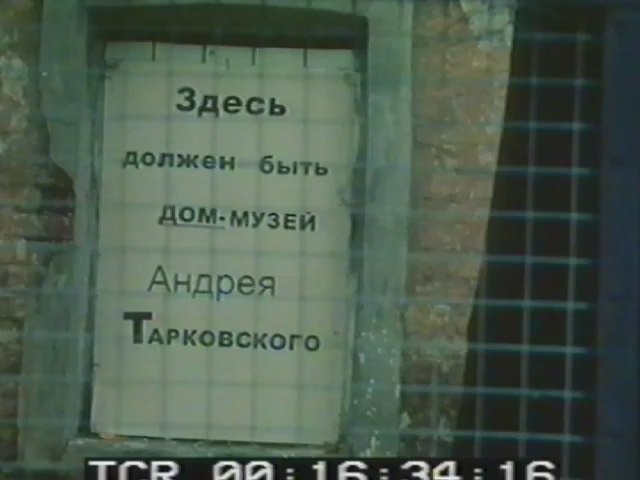 Здесь
должен быть
дом-музей
Андрея
Тарковского
TCR 00:16:34:16